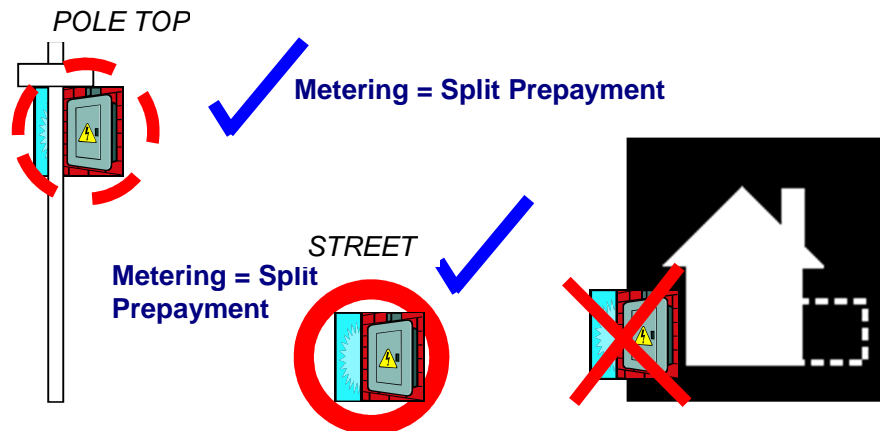 POLE TOP
Metering = Split Prepayment
STREET
Metering = Split
Prepayment